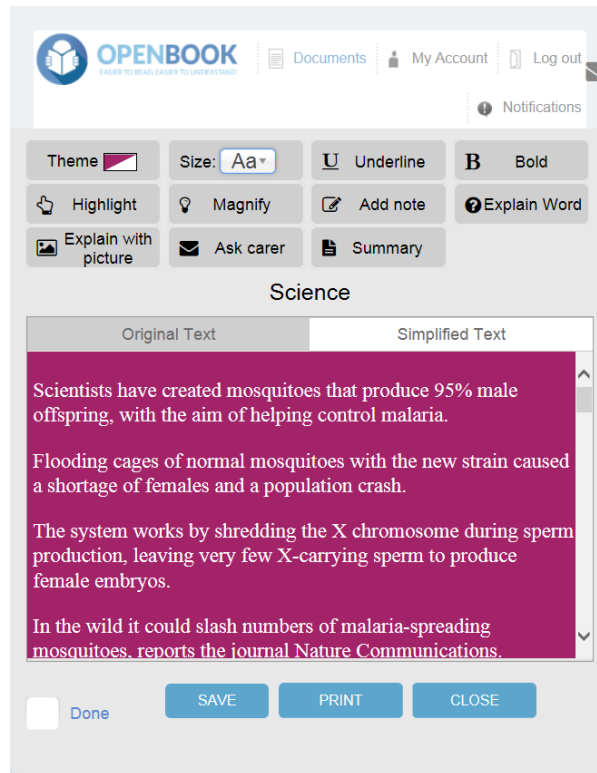 OPENBOOK
EASIER TO READ, EASIER TO UNDERSTAND
Documents
My Account
Log out
Notifications
Theme
Size: Aa
U Underline
B Bold
Highlight
Magnify
Add note
Explain Word
Explain with
picture
Ask carer
Summary
Science
Original Text
Simplified Text
Scientists have created mosquitoes that produce 95% male
offspring, with the aim of helping control malaria.
Flooding cages of normal mosquitoes with the new strain caused
a shortage of females and a population crash.
The system works by shredding the X chromosome during sperm
production, leaving very few X-carrying sperm to produce
female embryos.
In the wild it could slash numbers of malaria-spreading
mosquitoes, reports the journal Nature Communications.
Done
SAVE
PRINT
CLOSE